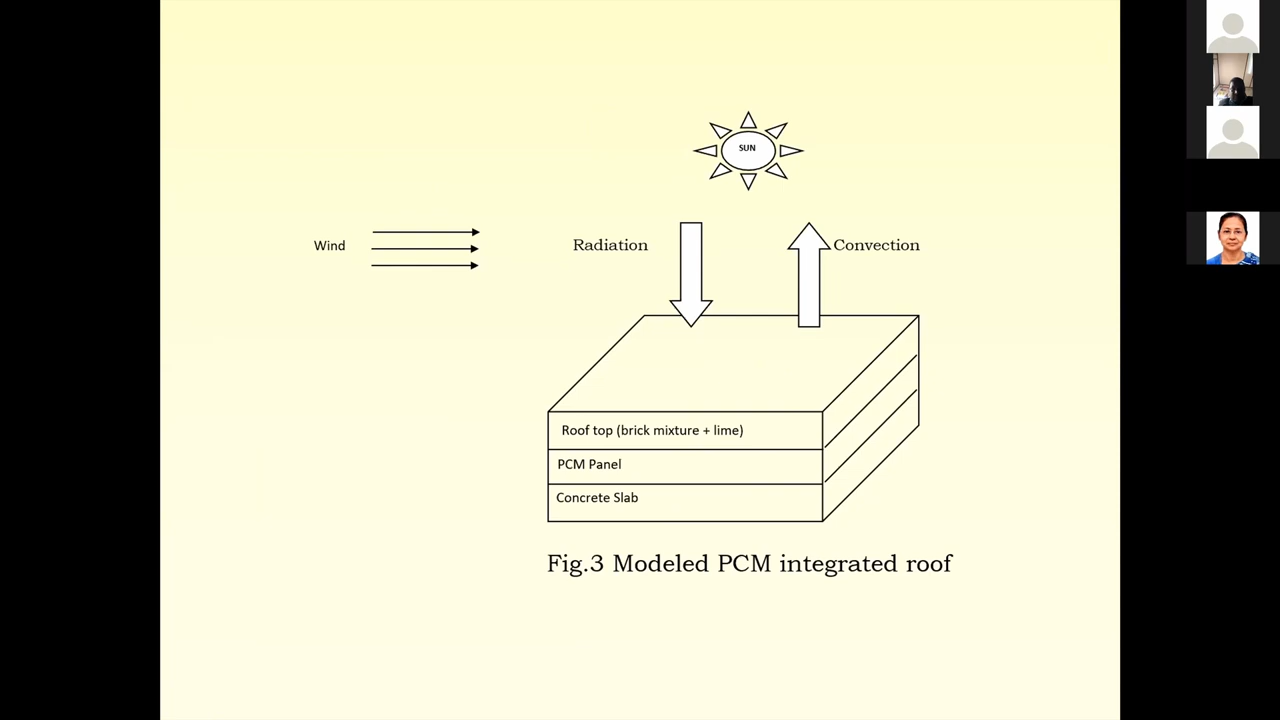 SUN
Wind
Radiation
Convection
Roof top (brick mixture + lime)
PCM Panel
Concrete Slab
Fig.3 Modeled PCM integrated roof